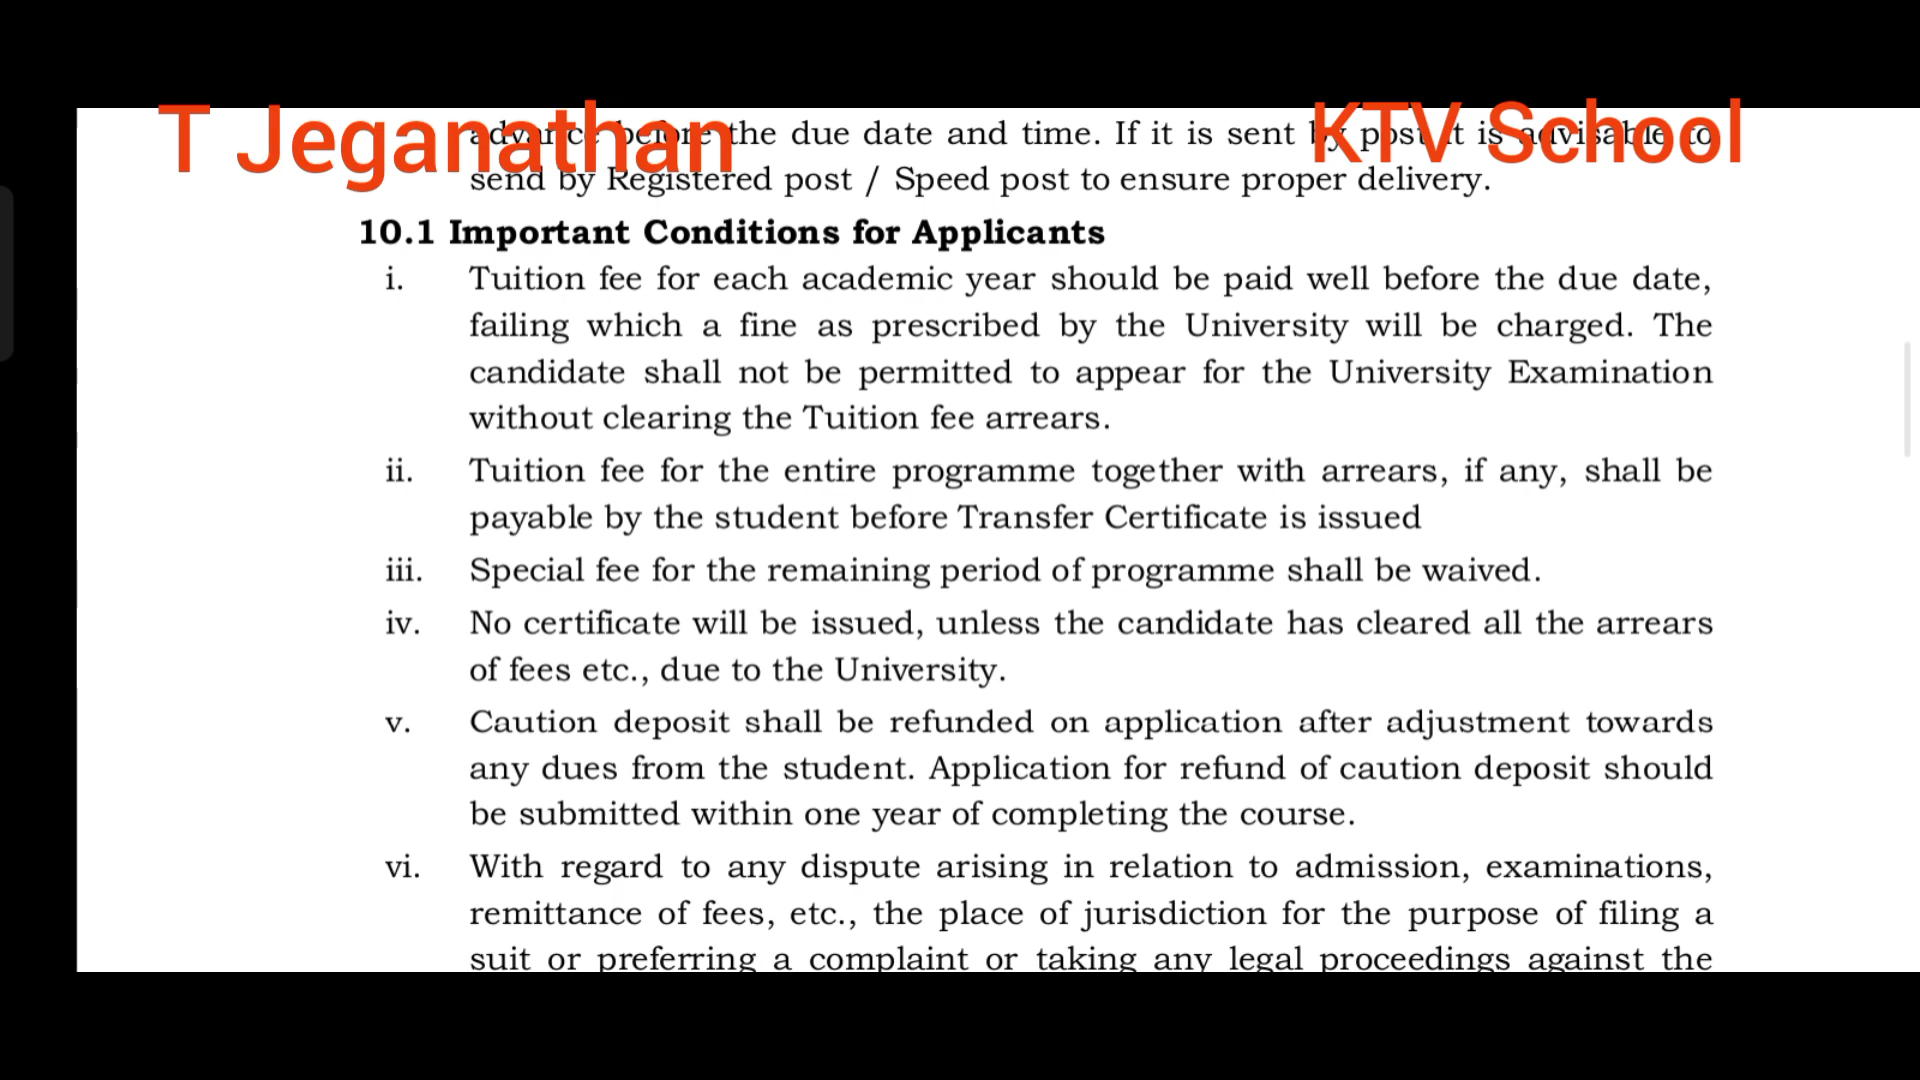 T Jeganathan
KTV School
advance before the due date and time. If it is sent by post it is advisable to
send by Registered post / Speed post to ensure proper delivery.
10.1 Important Conditions for Applicants
i. Tuition fee for each academic year should be paid well before the due date,
failing which a fine as prescribed by the University will be charged. The
candidate shall not be permitted to appear for the University Examination
without clearing the Tuition fee arrears.
ii. Tuition fee for the entire programme together with arrears, if any, shall be
payable by the student before Transfer Certificate is issued
iii. Special fee for the remaining period of programme shall be waived.
iv. No certificate will be issued, unless the candidate has cleared all the arrears
of fees etc., due to the University.
v. Caution deposit shall be refunded on application after adjustment towards
any dues from the student. Application for refund of caution deposit should
be submitted within one year of completing the course.
vi. With regard to any dispute arising in relation to admission, examinations,
remittance of fees, etc., the place of jurisdiction for the purpose of filing a
suit or preferring a complaint or taking any legal proceedings against the